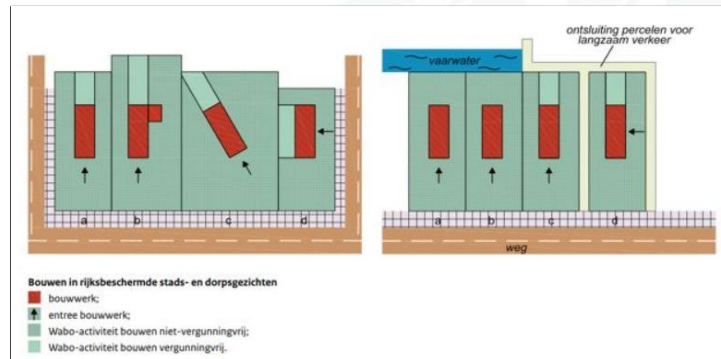 ontsluiting percelen voor
langzaam verkeer
vaarwater
a b c d
a b c d
weg
Bouwen in rijksbeschermde stads- en dorpsgezichten
bouwwerk;
entree bouwwerk;
Wabo-activiteit bouwen niet-vergunningvrij;
Wabo-activiteit bouwen vergunningvrij.